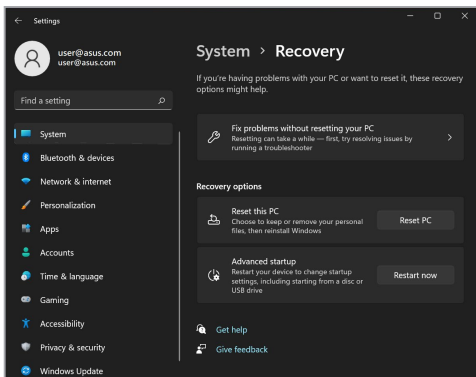 Settings
user@asus.com
user@asus.com
Find a setting
System
Bluetooth & devices
Network & internet
Personalization
Apps
Accounts
Time & language
Gaming
Accessibility
Privacy & security
Windows Update
System > Recovery
If you're having problems with your PC or want to reset it, these recovery
options might help.
Fix problems without resetting your PC
Resetting can take a while — first, try resolving issues by
running a troubleshooter
Recovery options
Reset this PC
Choose to keep or remove your personal
files, then reinstall Windows
Reset PC
Advanced startup
Restart your device to change startup
settings, including starting from a disc or
USB drive
Restart now
Get help
Give feedback